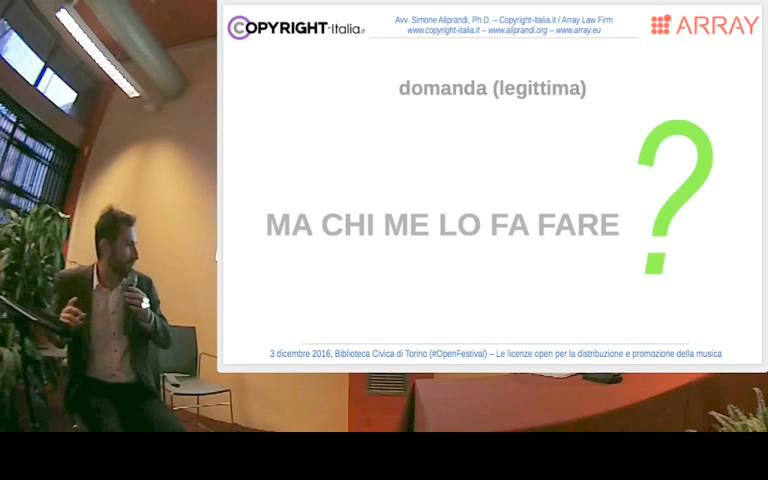 COPYRIGHT-Italia.it
Avv. Simone Aliprandi, Ph.D. – Copyright-Italia.it / Array Law Firm
www.copyright-italia.it – www.aliprandi.org – www.array.eu
ARRAY
domanda (legittima)
MA CHI ME LO FA FARE ?
3 dicembre 2016, Biblioteca Civica di Torino (#OpenFestival) – Le licenze open per la distribuzione e promozione della musica